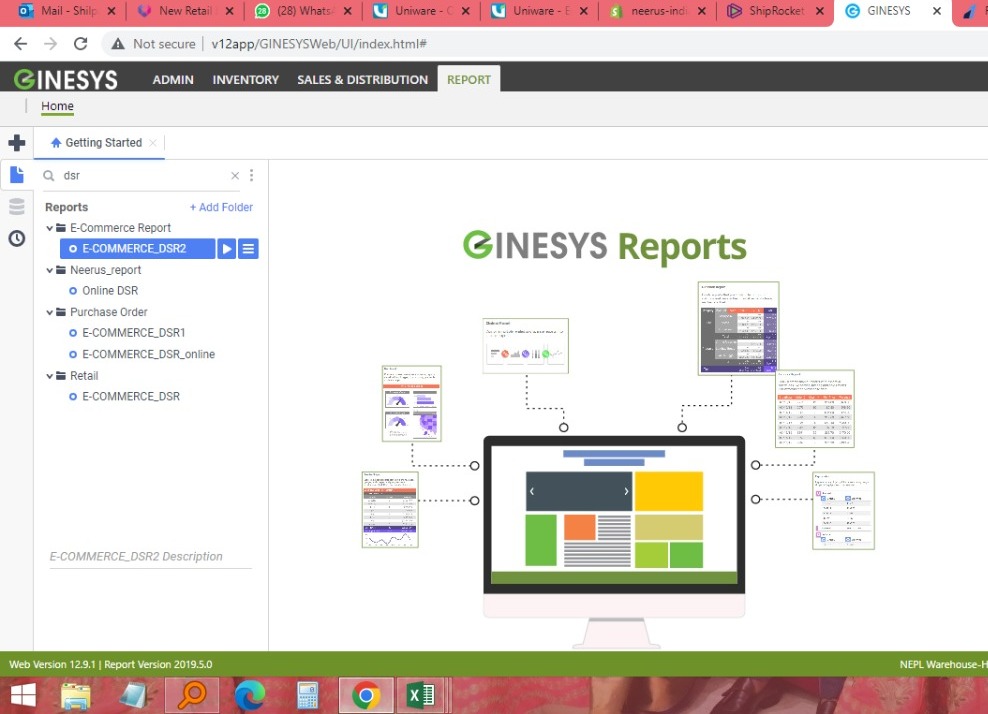 Mail - Shilp
New Retail
(28) Whats
Uniware - 
Uniware - 
neerus-indi
ShipRocket
GINESYS
Not secure
v12app/GINESYSWeb/UI/index.html#
GINESYS
ADMIN
INVENTORY
SALES & DISTRIBUTION
REPORT
Home
Getting Started
dsr
Reports
+ Add Folder
E-Commerce Report
E-COMMERCE_DSR2
Neerus_report
Online DSR
Purchase Order
E-COMMERCE_DSR1
E-COMMERCE_DSR_online
Retail
E-COMMERCE_DSR
E-COMMERCE_DSR2 Description
GINESYS Reports
Web Version 12.9.1 | Report Version 2019.5.0
NEPL Warehouse-H